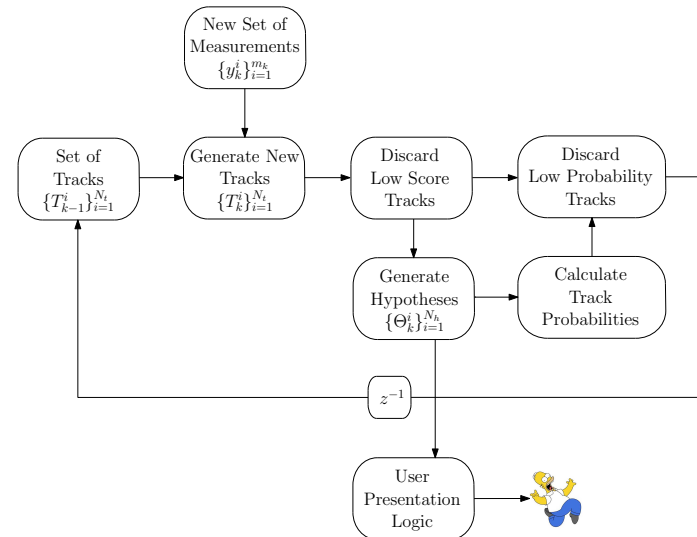 New Set of
Measurements
{y_k^i}_{i=1}^{m_k}
Set of
Tracks
{T_{k-1}^i}_{i=1}^{N_t}
Generate New
Tracks
{T_k^i}_{i=1}^{N_t}
Discard
Low Score
Tracks
Discard
Low Probability
Tracks
Generate
Hypotheses
{Θ_k^i}_{i=1}^{N_h}
Calculate
Track
Probabilities
z^{-1}
User
Presentation
Logic